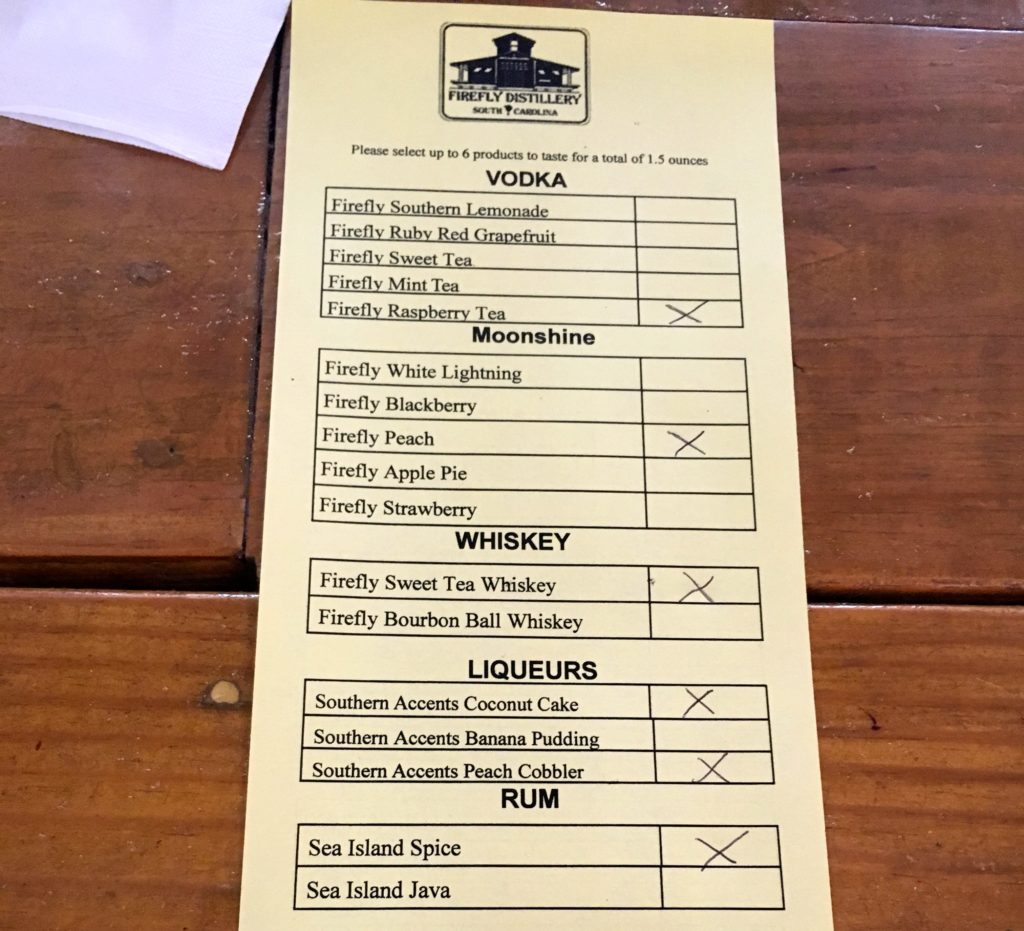 FIREFLY DISTILLERY
SOUTH CAROLINA
Please select up to 6 products to taste for a total of 1.5 ounces
VODKA
Firefly Southern Lemonade
Firefly Ruby Red Grapefruit
Firefly Sweet Tea
Firefly Mint Tea
Firefly Raspberry Tea X
Moonshine
Firefly White Lightning
Firefly Blackberry
Firefly Peach X
Firefly Apple Pie
Firefly Strawberry
WHISKEY
Firefly Sweet Tea Whiskey X
Firefly Bourbon Ball Whiskey
LIQUEURS
Southern Accents Coconut Cake X
Southern Accents Banana Pudding
Southern Accents Peach Cobbler X
RUM
Sea Island Spice X
Sea Island Java